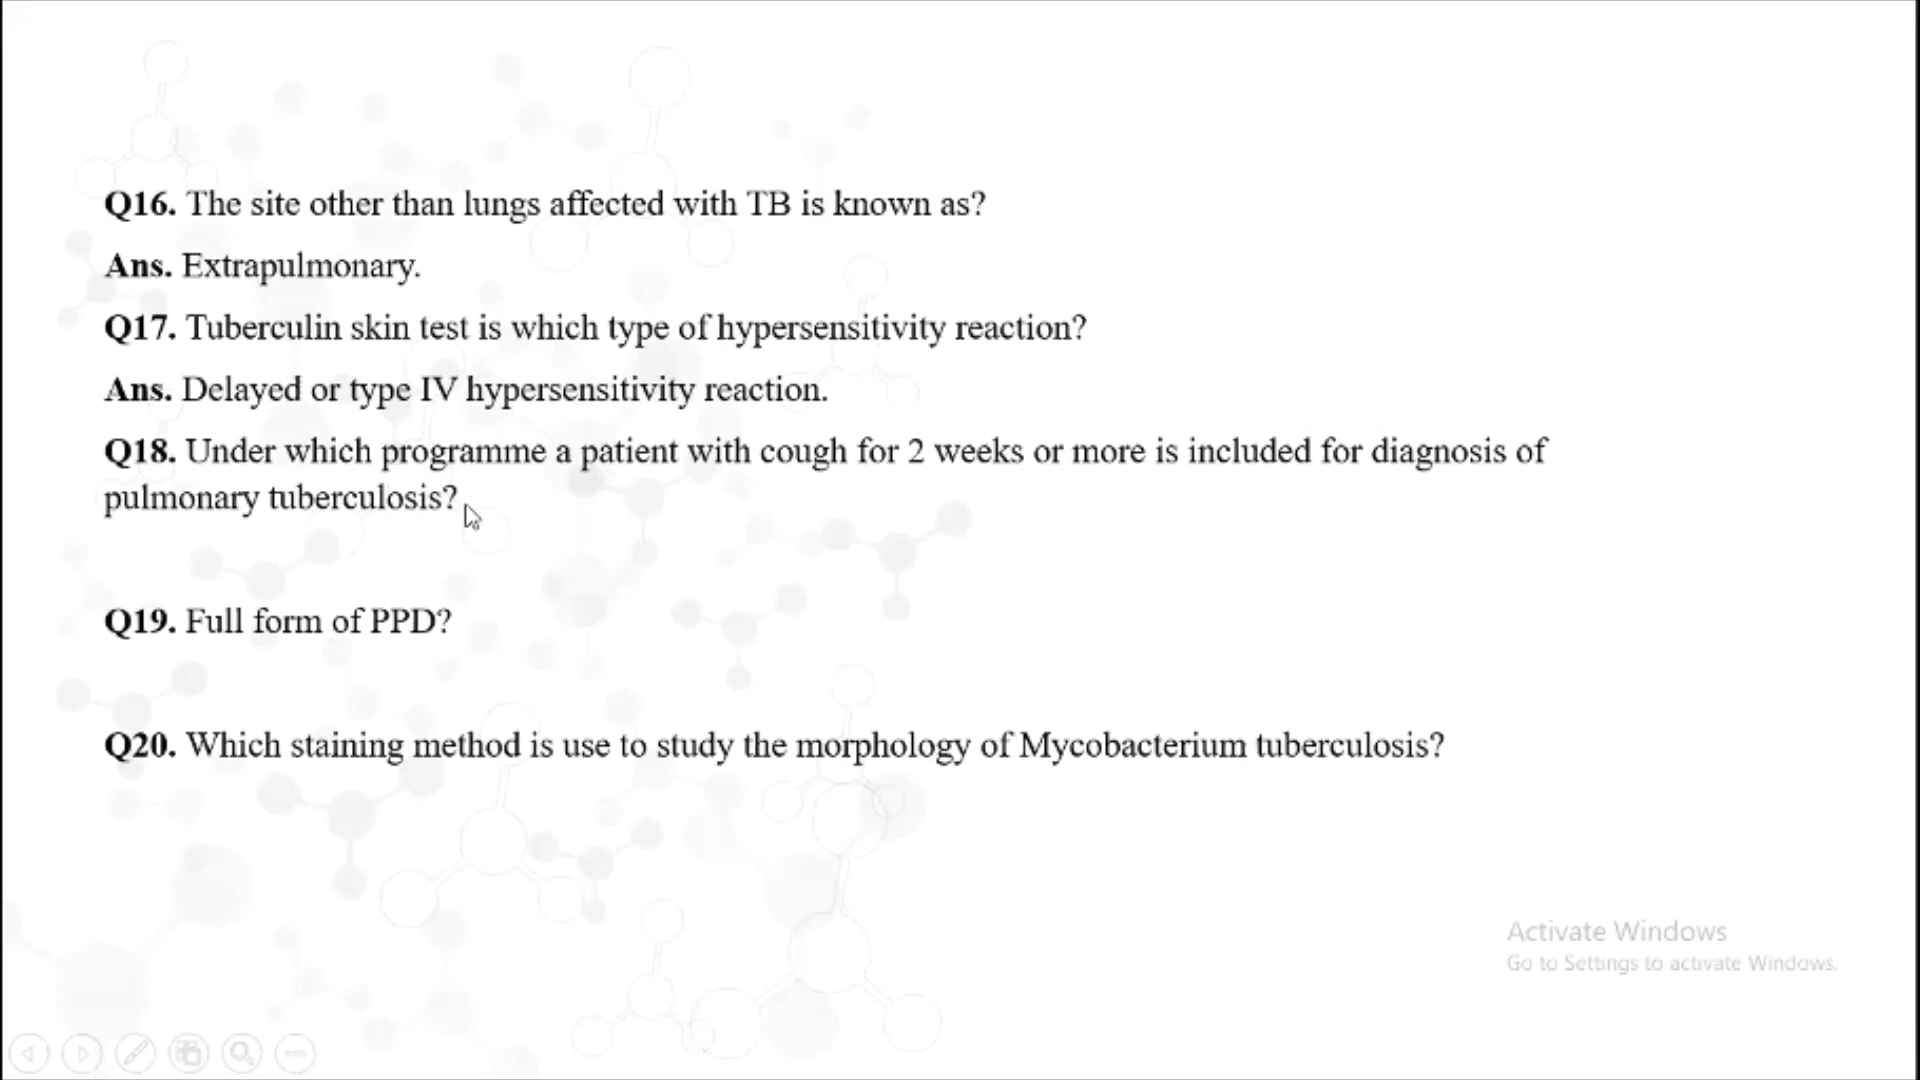 Q16. The site other than lungs affected with TB is known as?
Ans. Extrapulmonary.
Q17. Tuberculin skin test is which type of hypersensitivity reaction?
Ans. Delayed or type IV hypersensitivity reaction.
Q18. Under which programme a patient with cough for 2 weeks or more is included for diagnosis of
pulmonary tuberculosis?
Q19. Full form of PPD?
Q20. Which staining method is use to study the morphology of Mycobacterium tuberculosis?
Activate Windows
Go to Settings to activate Windows.